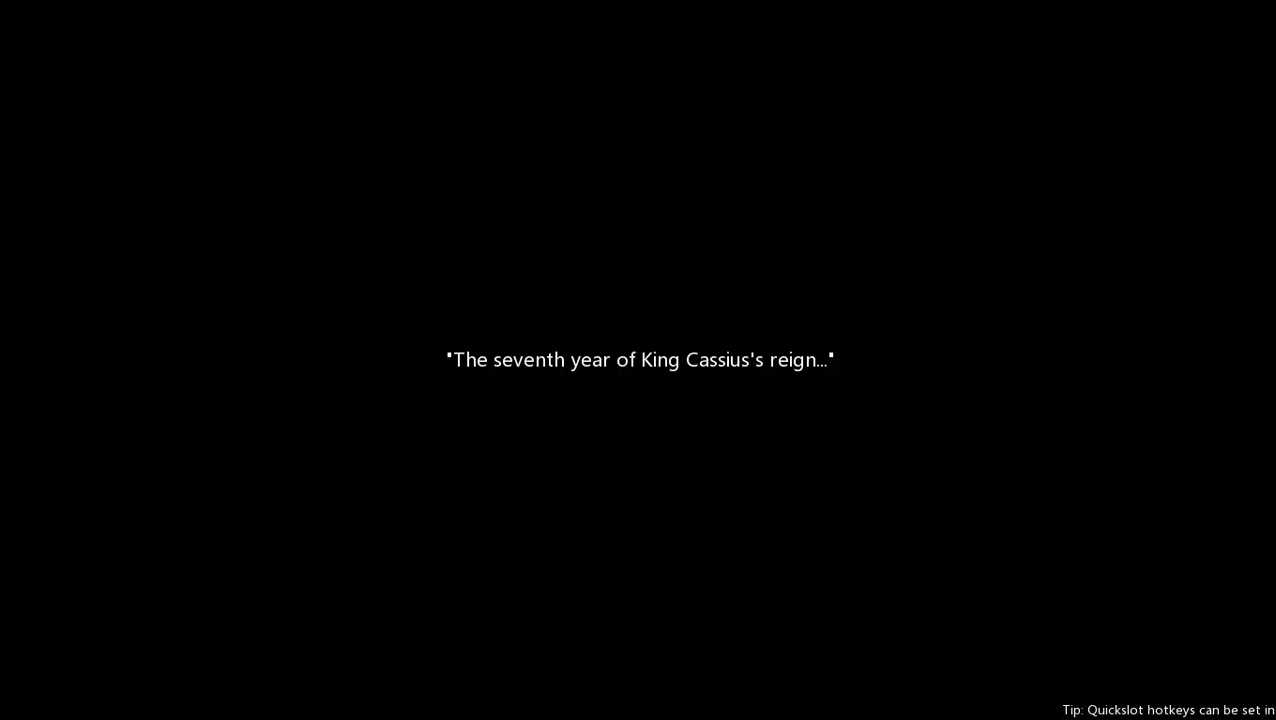 "The seventh year of King Cassius's reign..."
Tip: Quickslot hotkeys can be set in